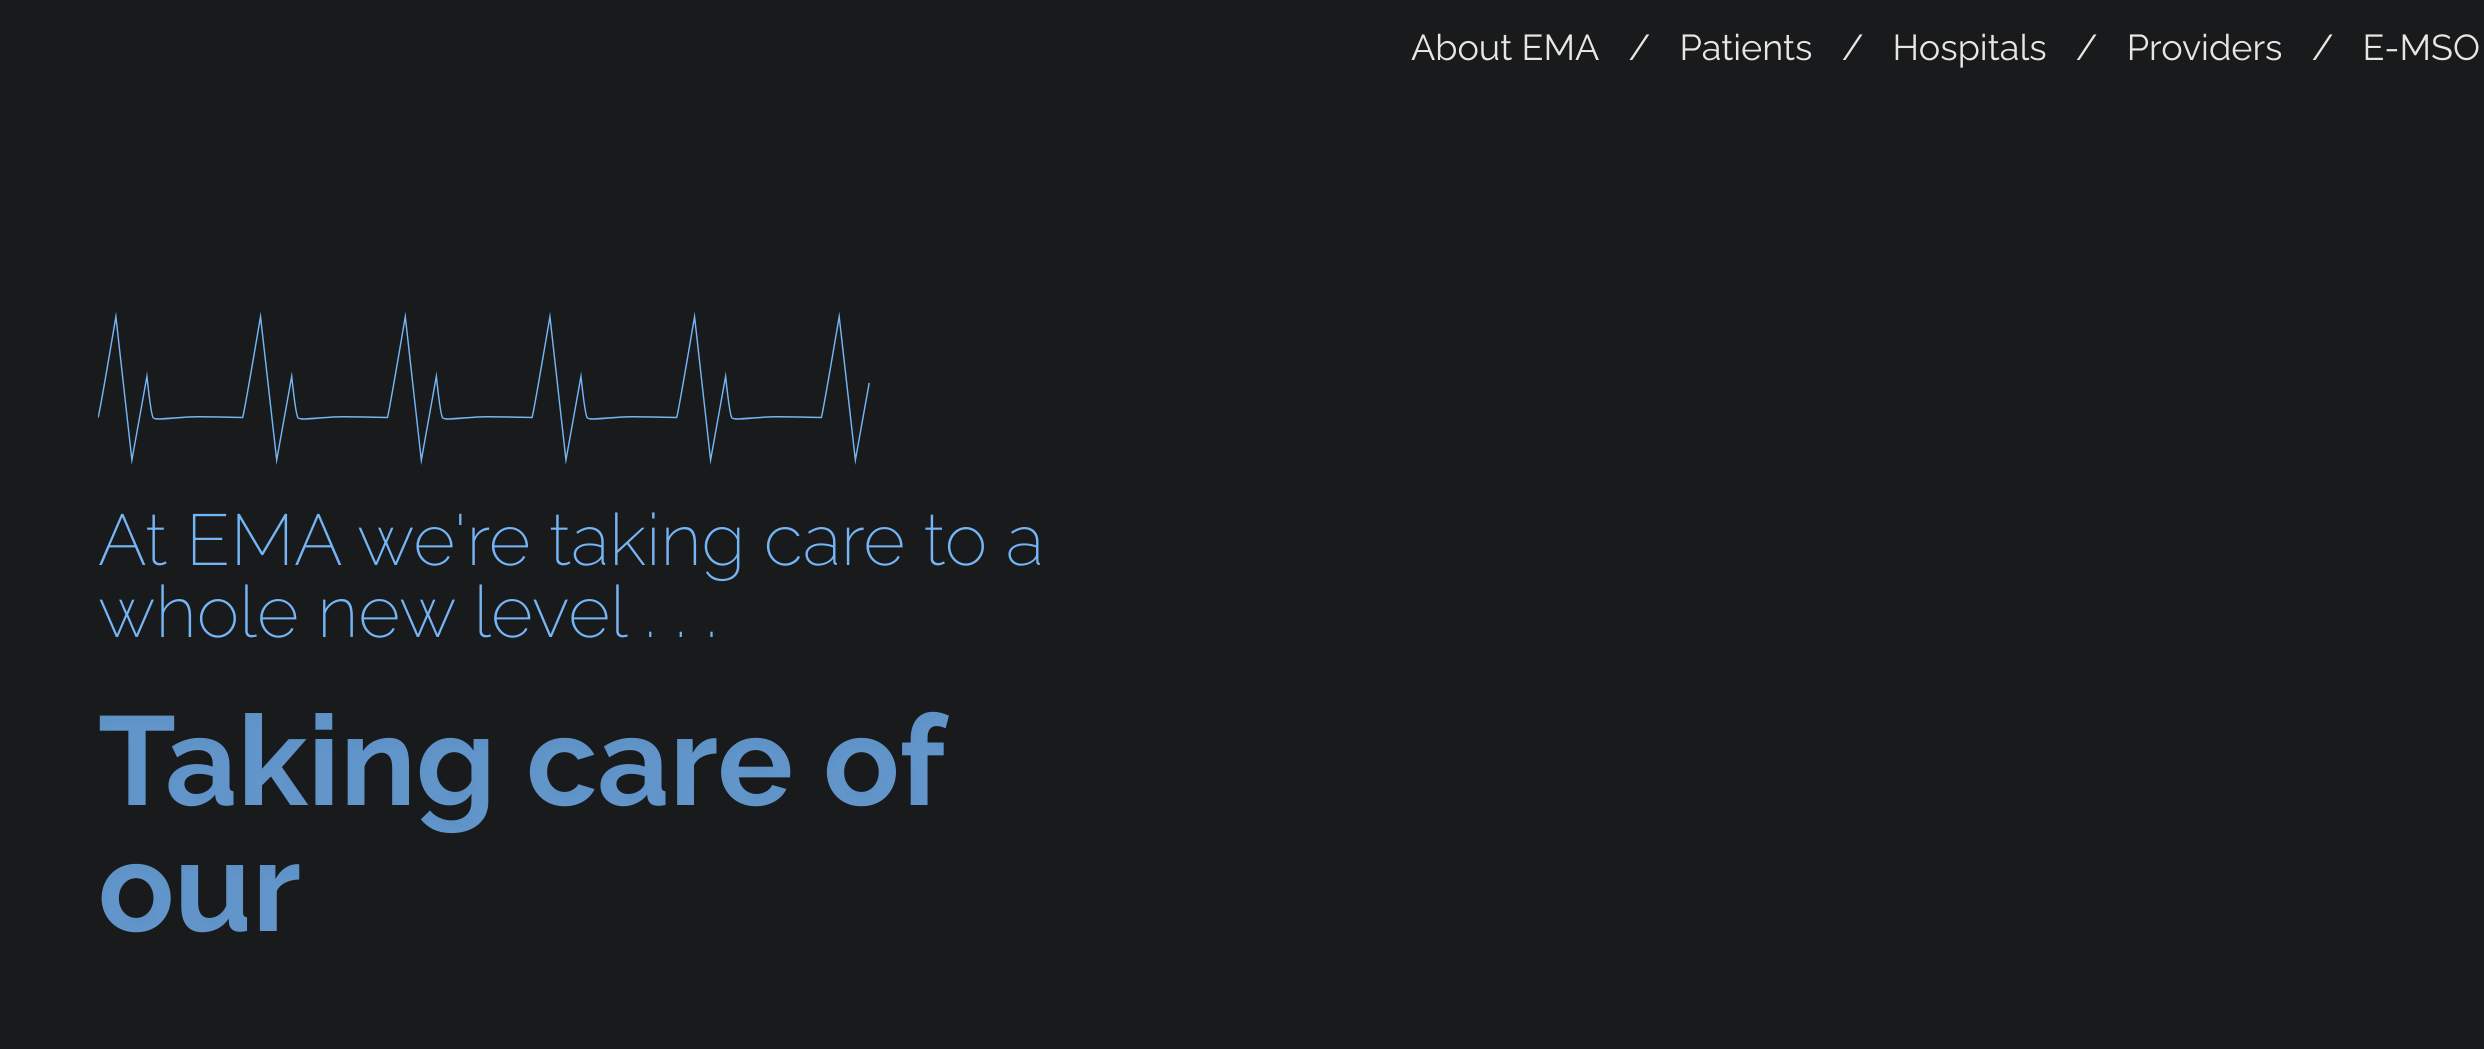 About EMA / Patients / Hospitals / Providers / E-MSO
At EMA we're taking care to a
whole new level . . .
Taking care of
our